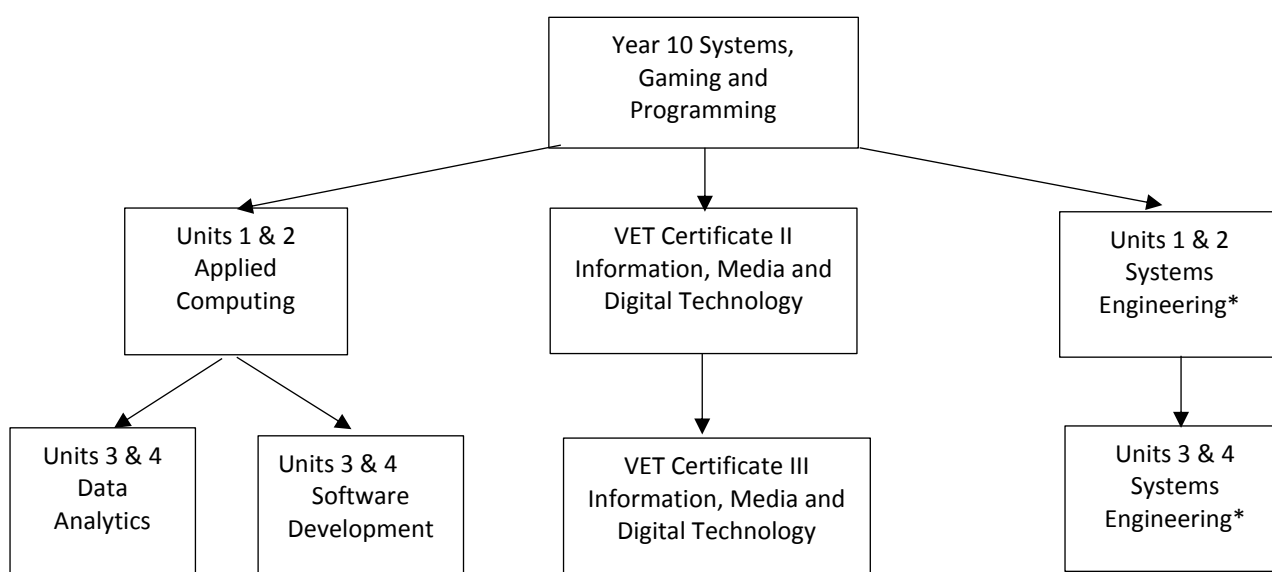 Year 10 Systems,
Gaming and
Programming
Units 1 & 2
Applied
Computing
VET Certificate II
Information, Media and
Digital Technology
Units 1 & 2
Systems
Engineering*
Units 3 & 4
Data
Analytics
Units 3 & 4
Software
Development
VET Certificate III
Information, Media and
Digital Technology
Units 3 & 4
Systems
Engineering*